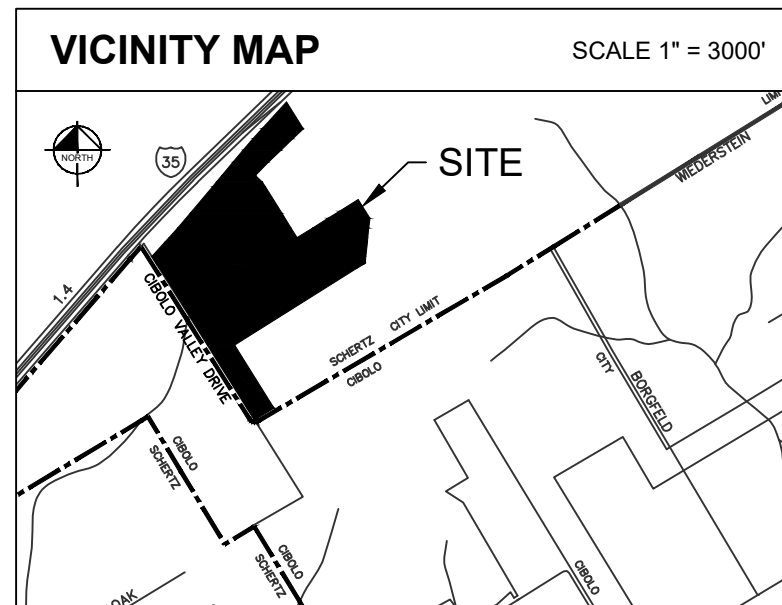 VICINITY MAP
SCALE 1" = 3000'
NORTH
35
SITE
LIMI
WIEDERSTEIN
1.4
CIBOLO VALLEY DRIVE
SCHERTZ CITY LIMIT
CIBOLO
CITY
BORGFELD
CIBOLO
SCHERTZ
CIBOLO
SCHERTZ
CIBOLO
OAK